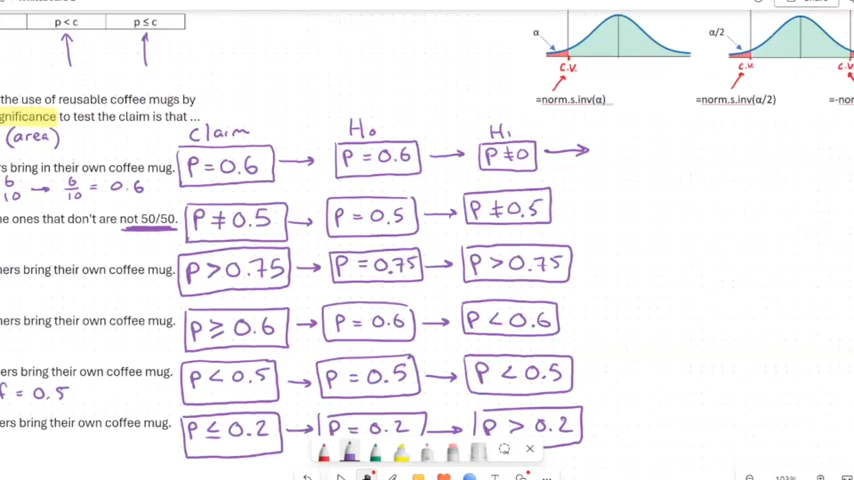 p < c p ≤ c
α α/2
C.V. C.V. C.V.
=norm.s.inv(α) =norm.s.inv(α/2)
the use of reusable coffee mugs by
gnificance to test the claim is that ...
(area) Claim H₀ H₁
ers bring in their own coffee mug. P = 0.6 → P = 0.6 → P ≠ 0 →
6/10 → 6/10 = 0.6
ne ones that don't are not 50/50. P ≠ 0.5 → P = 0.5 → P ≠ 0.5
ners bring their own coffee mug. P > 0.75 → P = 0.75 → P > 0.75
ners bring their own coffee mug. P ≥ 0.6 → P = 0.6 → P < 0.6
ers bring their own coffee mug. P < 0.5 → P = 0.5 → P < 0.5
f = 0.5
ers bring their own coffee mug. P ≤ 0.2 → P = 0.2 → P > 0.2